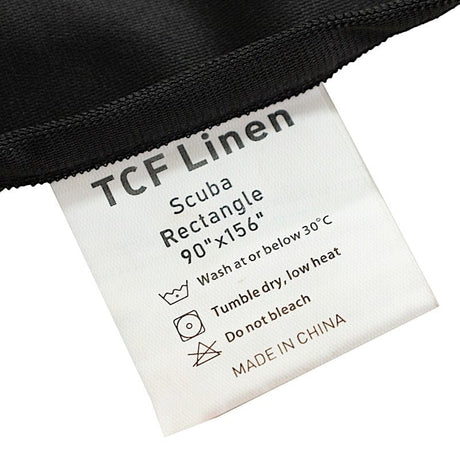 TCF Linen
Scuba
Rectangle
90"x156"
Wash at or below 30°C
Tumble dry, low heat
Do not bleach
MADE IN CHINA